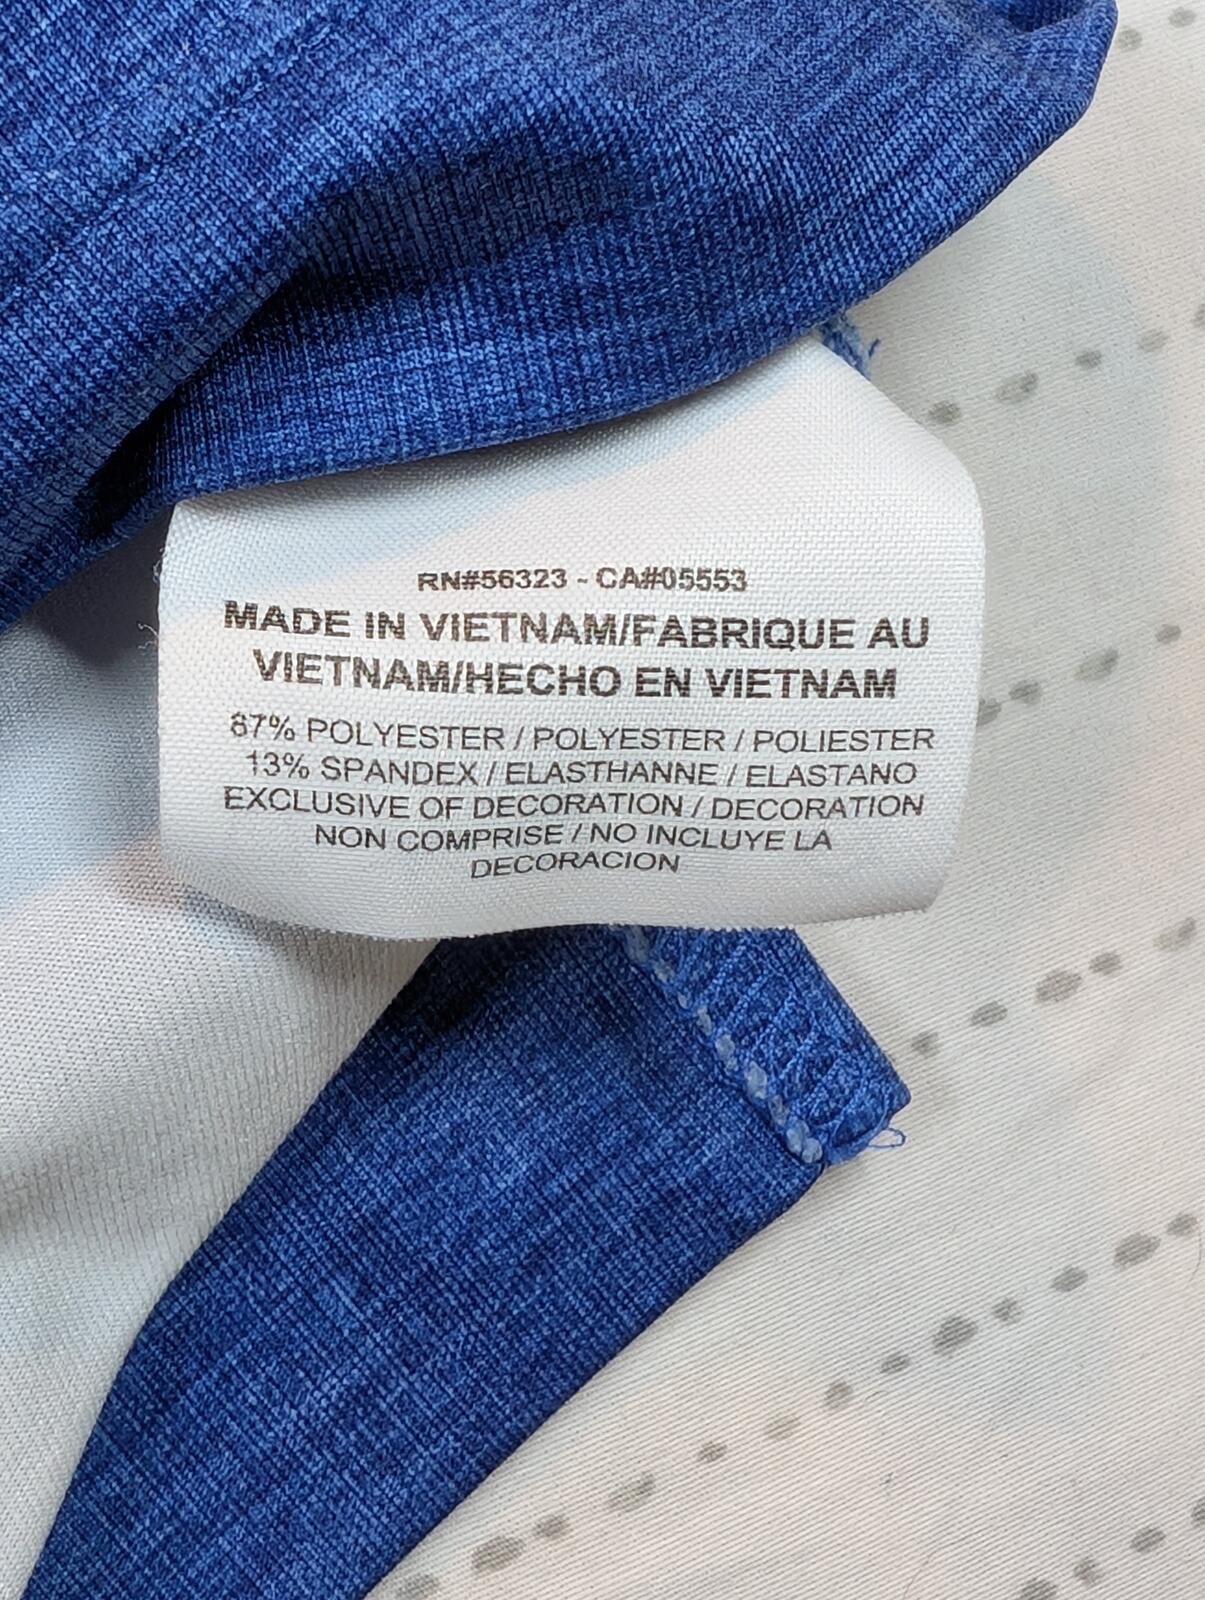 RN#56323 - CA#05553
MADE IN VIETNAM/FABRIQUE AU
VIETNAM/HECHO EN VIETNAM
87% POLYESTER / POLYESTER / POLIESTER
13% SPANDEX / ELASTHANNE / ELASTANO
EXCLUSIVE OF DECORATION / DECORATION
NON COMPRISE / NO INCLUYE LA
DECORACION